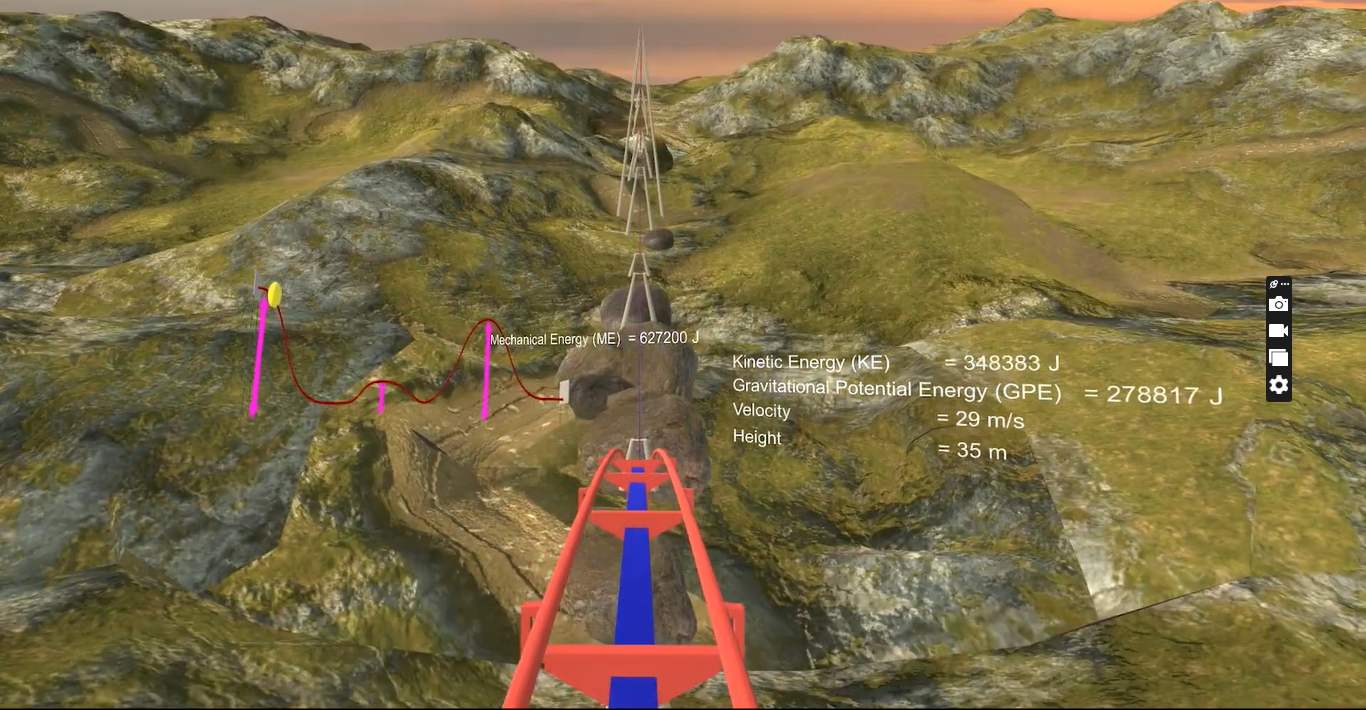 Mechanical Energy (ME) = 627200 J
Kinetic Energy (KE) = 348383 J
Gravitational Potential Energy (GPE) = 278817 J
Velocity = 29 m/s
Height = 35 m